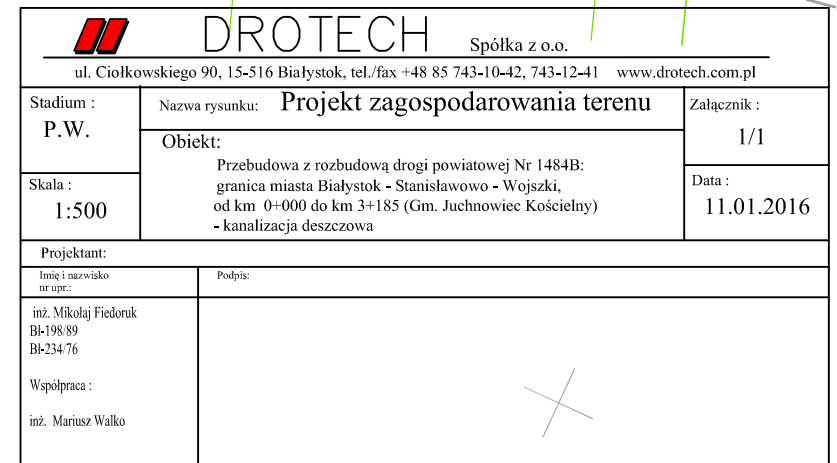 DROTECH Spółka z o.o.
ul. Ciołkowskiego 90, 15-516 Białystok, tel./fax +48 85 743-10-42, 743-12-41 www.drotech.com.pl
Stadium :
P.W.
Nazwa rysunku: Projekt zagospodarowania terenu
Załącznik :
1/1
Obiekt:
Przebudowa z rozbudową drogi powiatowej Nr 1484B:
granica miasta Białystok - Stanisławowo - Wojszki,
od km 0+000 do km 3+185 (Gm. Juchnowiec Kościelny)
- kanalizacja deszczowa
Skala :
1:500
Data :
11.01.2016
Projektant:
Imię i nazwisko
nr upr.:
Podpis:
inż. Mikołaj Fiedoruk
Bł-198/89
Bł-234/76
Współpraca :
inż. Mariusz Walko